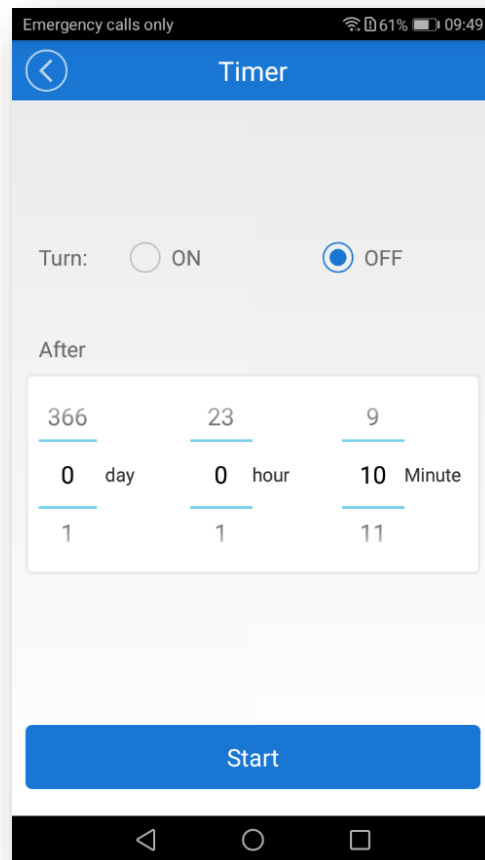 Emergency calls only 61% 09:49
Timer
Turn: ON OFF
After
366 23 9
0 day 0 hour 10 Minute
1 1 11
Start